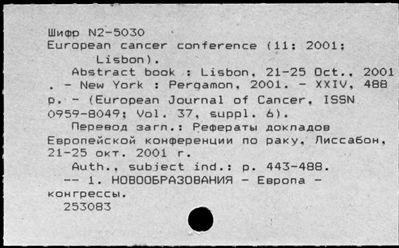 Шифр N2-5030
European cancer conference (11; 2001;
Lisbon).
Abstract book : Lisbon, 21-25 Oct., 2001
. - New York : Pergamon, 2001. - XXIV, 488
p. - (European Journal of Cancer, ISSN
0959-8049; Vol. 37, suppl. 6).
Перевод загл.: Рефераты докладов
Европейской конференции по раку, Лиссабон,
21-25 окт. 2001 г.
Auth., subject ind.: p. 443-488.
-- 1. НОВООБРАЗОВАНИЯ - Европа -
конгрессы.
253083